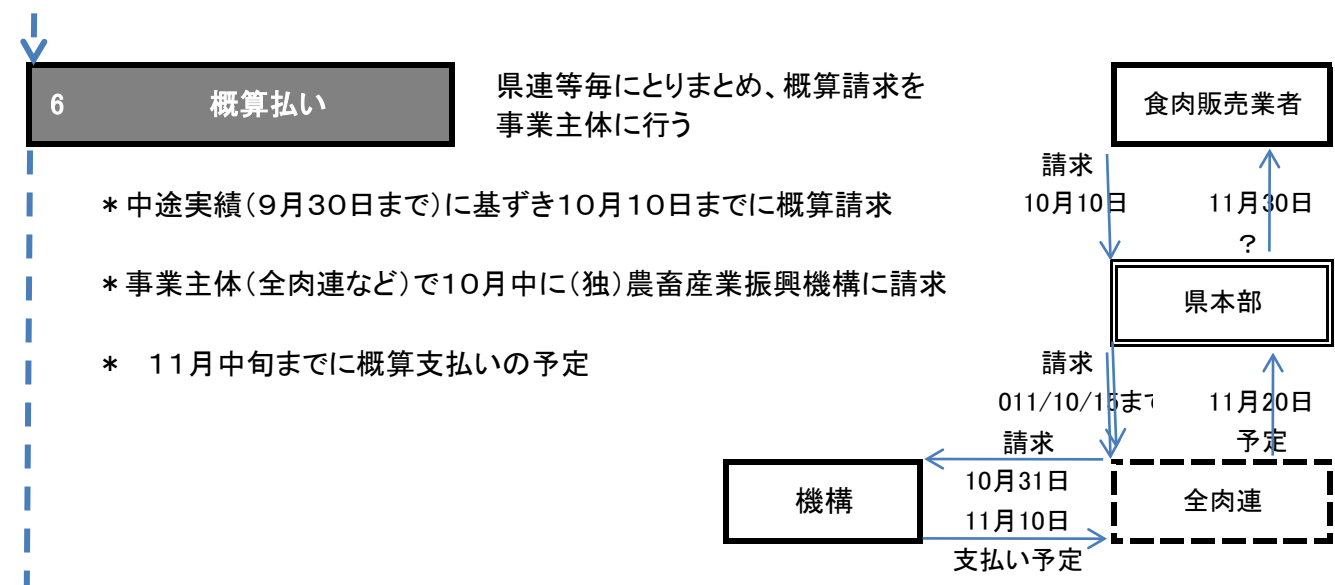 6 概算払い
県連等毎にとりまとめ、概算請求を
事業主体に行う
＊中途実績（９月３０日まで）に基ずき１０月１０日までに概算請求
＊事業主体（全肉連など）で１０月中に（独）農畜産業振興機構に請求
＊　１１月中旬までに概算支払いの予定
食肉販売業者
請求
10月10日 11月30日
？
県本部
請求
011/10/15まで 11月20日
請求 予定
機構
10月31日
11月10日
支払い予定
全肉連